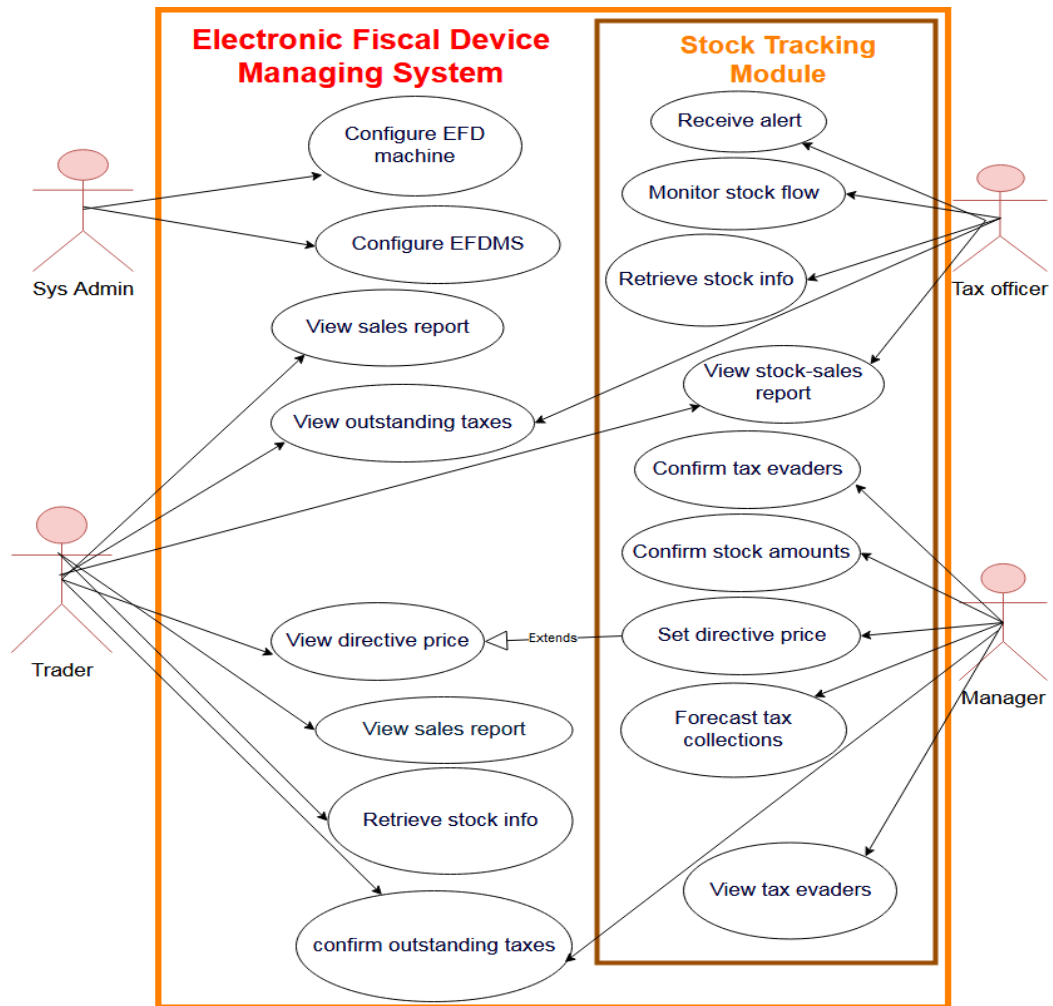 Electronic Fiscal Device
Managing System
Stock Tracking
Module
Configure EFD
machine
Receive alert
Monitor stock flow
Configure EFDMS
Retrieve stock info
Sys Admin
Tax officer
View sales report
View stock-sales
report
View outstanding taxes
Confirm tax evaders
Confirm stock amounts
View directive price
Extends
Set directive price
Trader
Manager
View sales report
Forecast tax
collections
Retrieve stock info
View tax evaders
confirm outstanding taxes